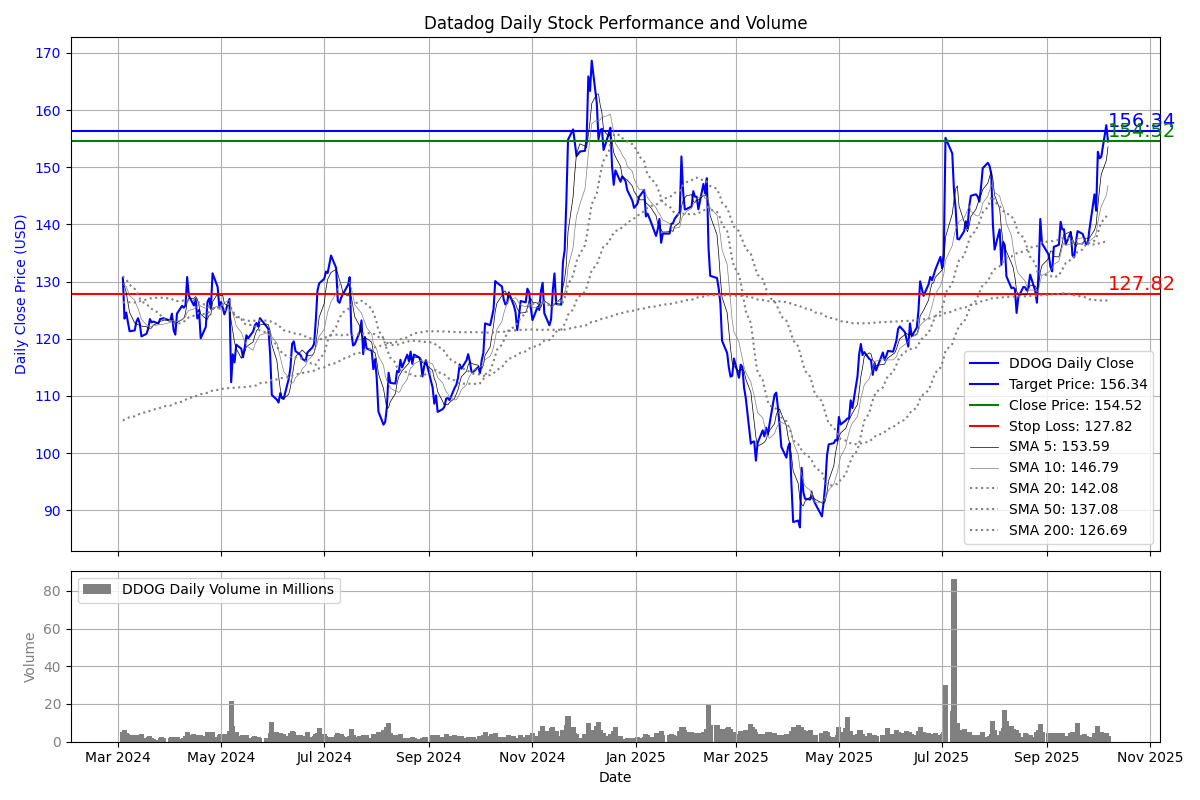 Datadog Daily Stock Performance and Volume
170
160
150
140
130
120
110
100
90
Daily Close Price (USD)
156.34
154.52
127.82
DDOG Daily Close
Target Price: 156.34
Close Price: 154.52
Stop Loss: 127.82
SMA 5: 153.59
SMA 10: 146.79
SMA 20: 142.08
SMA 50: 137.08
SMA 200: 126.69
DDOG Daily Volume in Millions
80
60
40
20
0
Volume
Mar 2024 May 2024 Jul 2024 Sep 2024 Nov 2024 Jan 2025 Mar 2025 May 2025 Jul 2025 Sep 2025 Nov 2025
Date